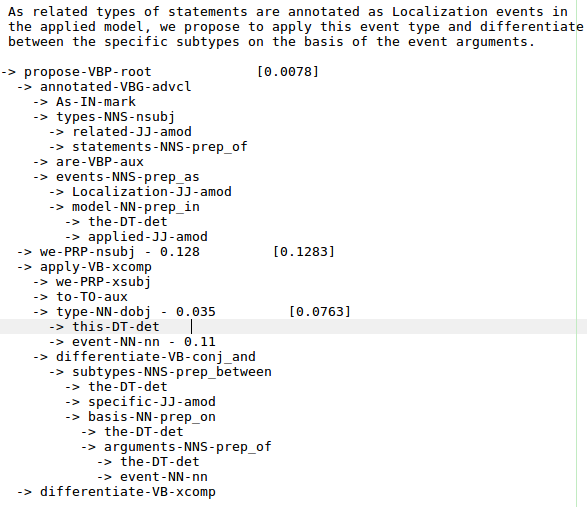 As related types of statements are annotated as Localization events in
the applied model, we propose to apply this event type and differentiate
between the specific subtypes on the basis of the event arguments.
-> propose-VBP-root [0.0078]
-> annotated-VBG-advcl
-> As-IN-mark
-> types-NNS-nsubj
-> related-JJ-amod
-> statements-NNS-prep_of
-> are-VBP-aux
-> events-NNS-prep_as
-> Localization-JJ-amod
-> model-NN-prep_in
-> the-DT-det
-> applied-JJ-amod
-> we-PRP-nsubj - 0.128 [0.1283]
-> apply-VB-xcomp
-> we-PRP-xsubj
-> to-TO-aux
-> type-NN-dobj - 0.035 [0.0763]
-> this-DT-det
-> event-NN-nn - 0.11
-> differentiate-VB-conj_and
-> subtypes-NNS-prep_between
-> the-DT-det
-> specific-JJ-amod
-> basis-NN-prep_on
-> the-DT-det
-> arguments-NNS-prep_of
-> the-DT-det
-> event-NN-nn
-> differentiate-VB-xcomp